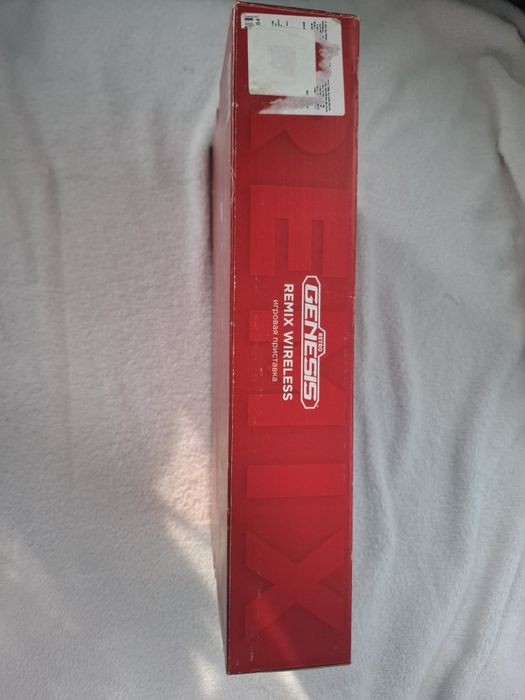 REMIX
RETRO
GENESIS
REMIX WIRELESS
игровая приставка